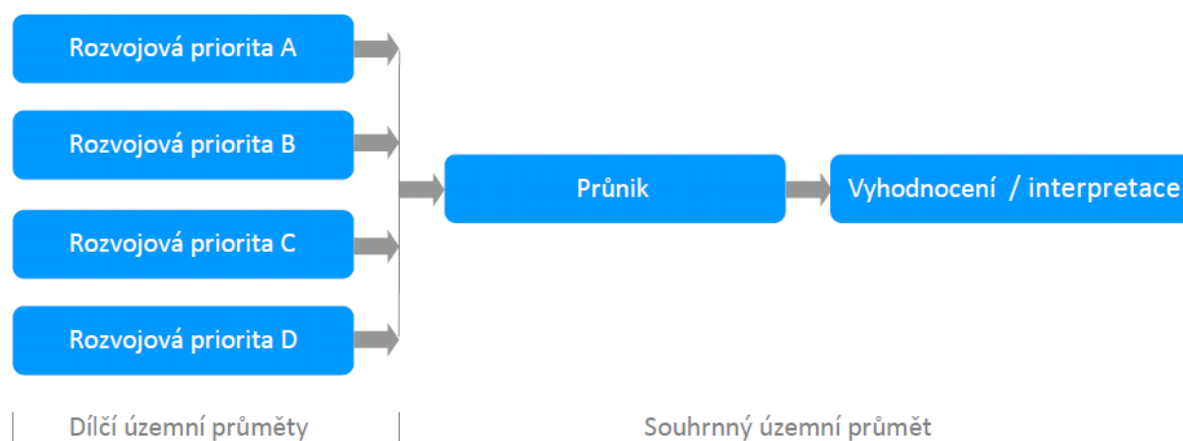 Rozvojová priorita A
Rozvojová priorita B
Rozvojová priorita C
Rozvojová priorita D
Průnik
Vyhodnocení / interpretace
Dílčí územní průměty
Souhrnný územní průmět